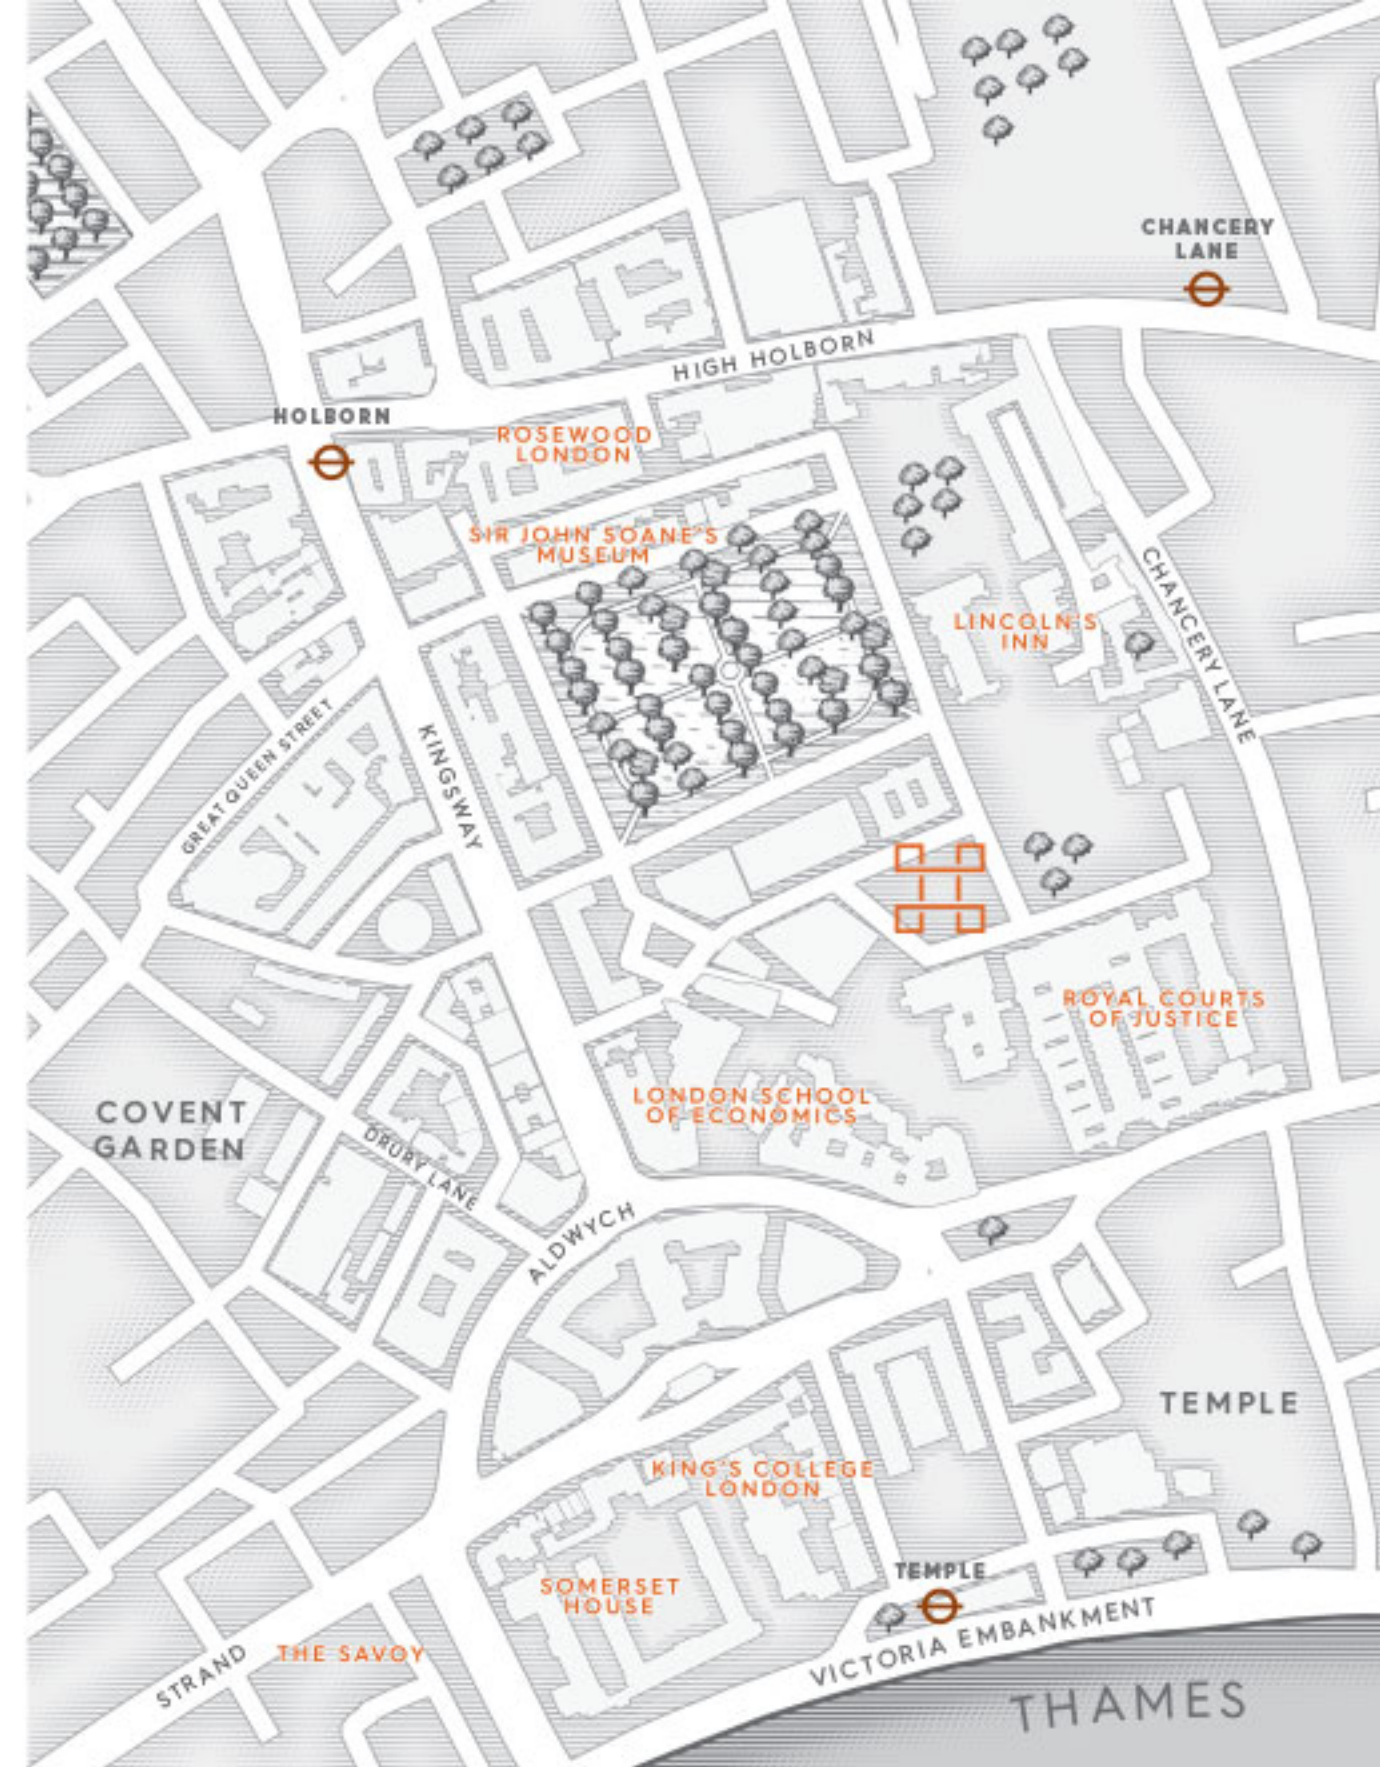 CHANCERY
LANE
HIGH HOLBORN
HOLBORN
ROSEWOOD
LONDON
SIR JOHN SOANE'S
MUSEUM
CHANCERY LANE
LINCOLN'S
INN
GREAT QUEEN STREET
KINGSWAY
ROYAL COURTS
OF JUSTICE
LONDON SCHOOL
OF ECONOMICS
COVENT
GARDEN
DRURY LANE
ALDWYCH
TEMPLE
KING'S COLLEGE
LONDON
TEMPLE
SOMERSET
HOUSE
VICTORIA EMBANKMENT
THE SAVOY
STRAND
THAMES